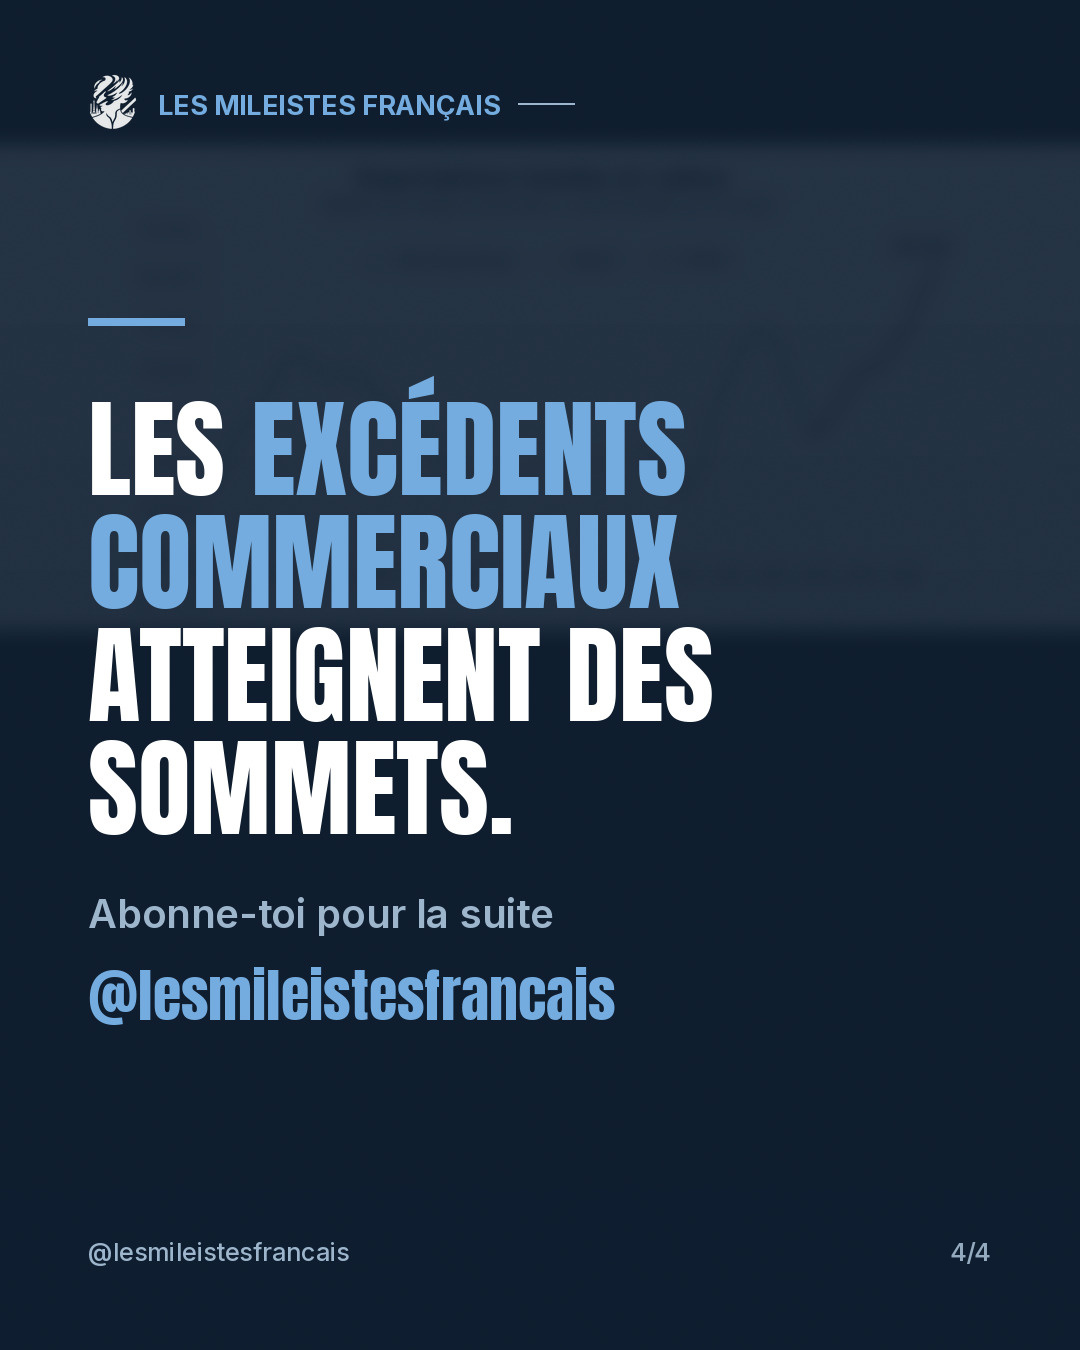 LES MILEISTES FRANÇAIS
LES EXCÉDENTS
COMMERCIAUX
ATTEIGNENT DES
SOMMETS.
Abonne-toi pour la suite
@lesmileistesfrancais
@lesmileistesfrancais
4/4